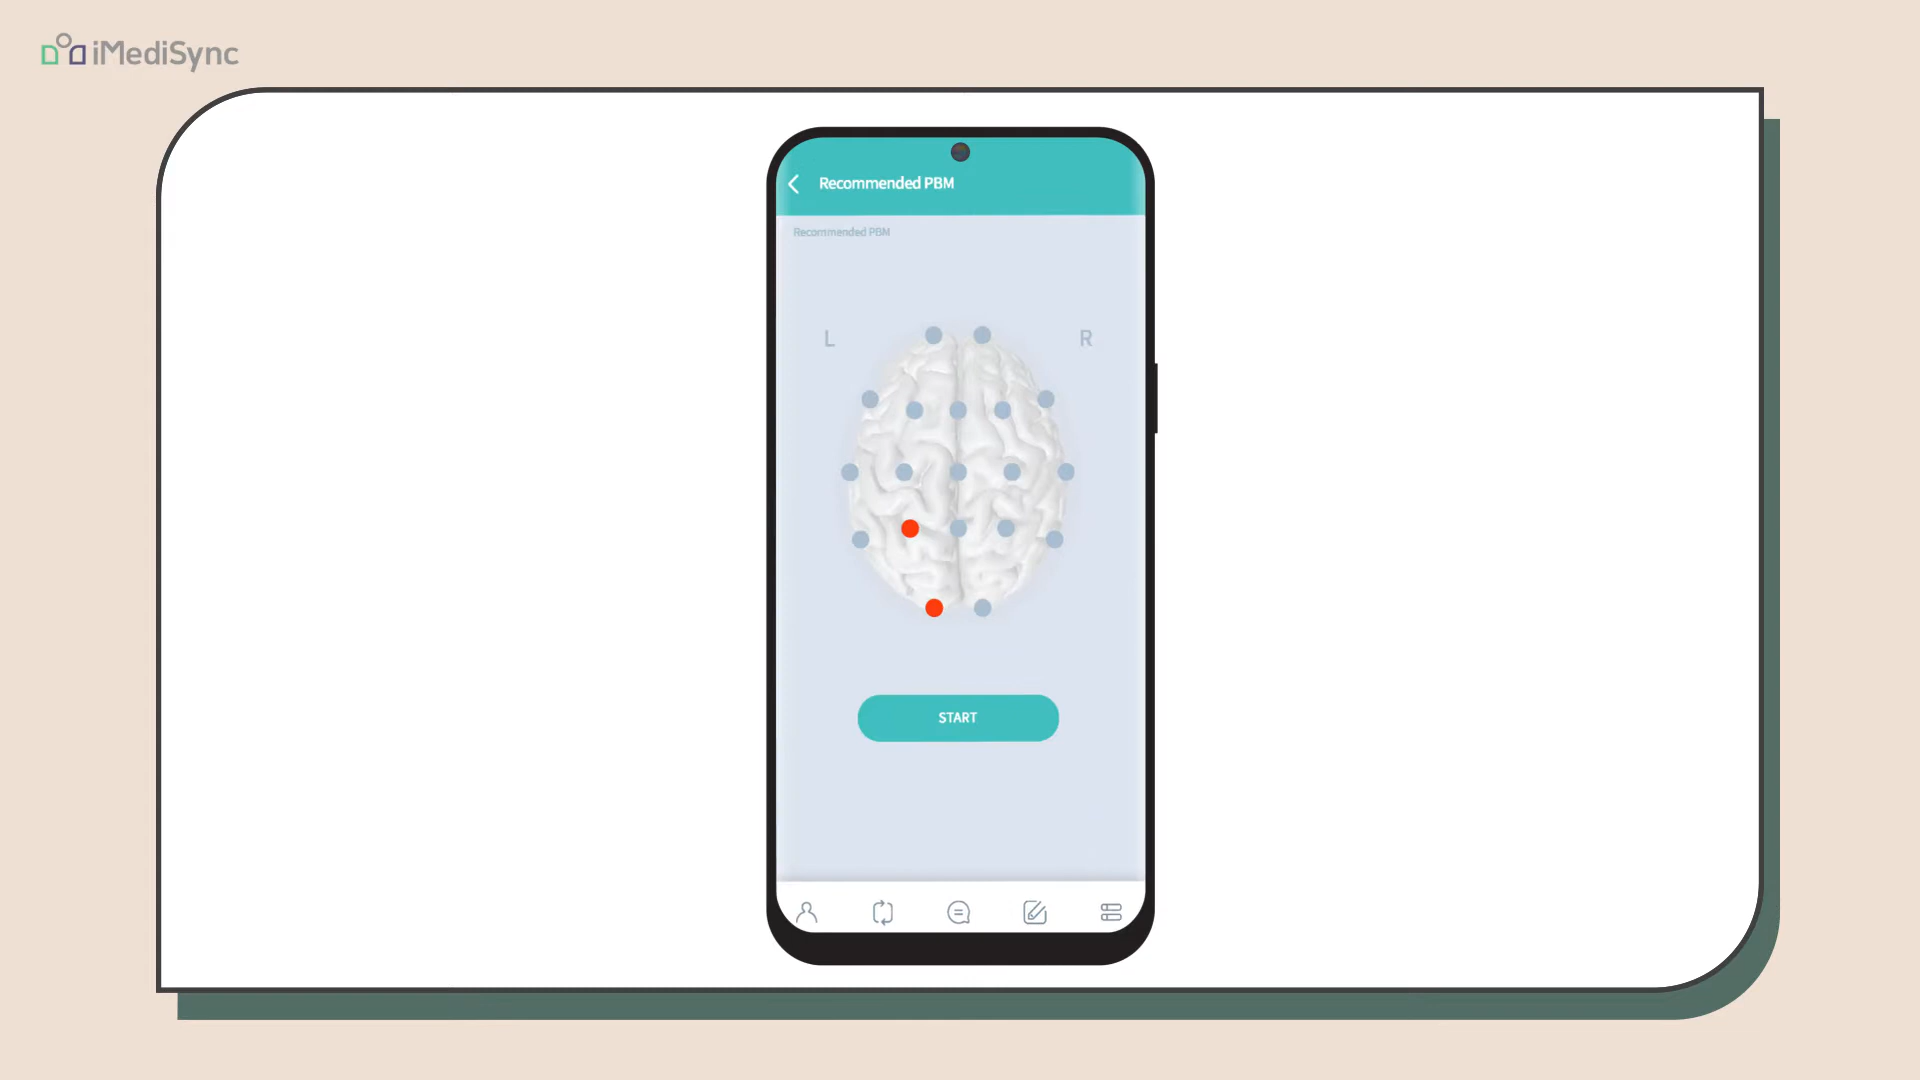 iMediSync
Recommended PBM
Recommended PBM
L
R
START